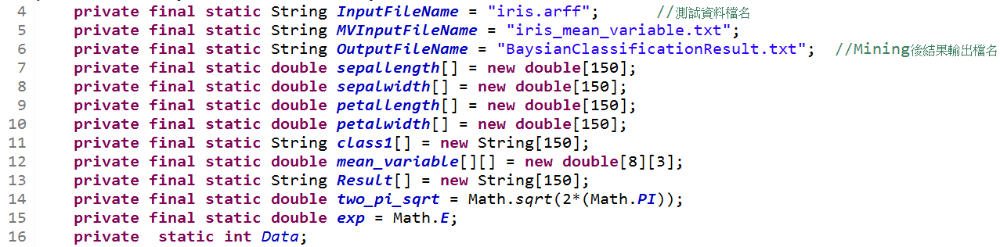 4 private final static String InputFileName = "iris.arff"; //測試資料檔名
5 private final static String MVInputFileName = "iris_mean_variable.txt";
6 private final static String OutputFileName = "BaysianClassificationResult.txt"; //Mining後結果輸出檔名
7 private final static double sepallength[] = new double[150];
8 private final static double sepalwidth[] = new double[150];
9 private final static double petallength[] = new double[150];
10 private final static double petalwidth[] = new double[150];
11 private final static String class1[] = new String[150];
12 private final static double mean_variable[][] = new double[8][3];
13 private final static String Result[] = new String[150];
14 private final static double two_pi_sqrt = Math.sqrt(2*(Math.PI));
15 private final static double exp = Math.E;
16 private  static int Data;